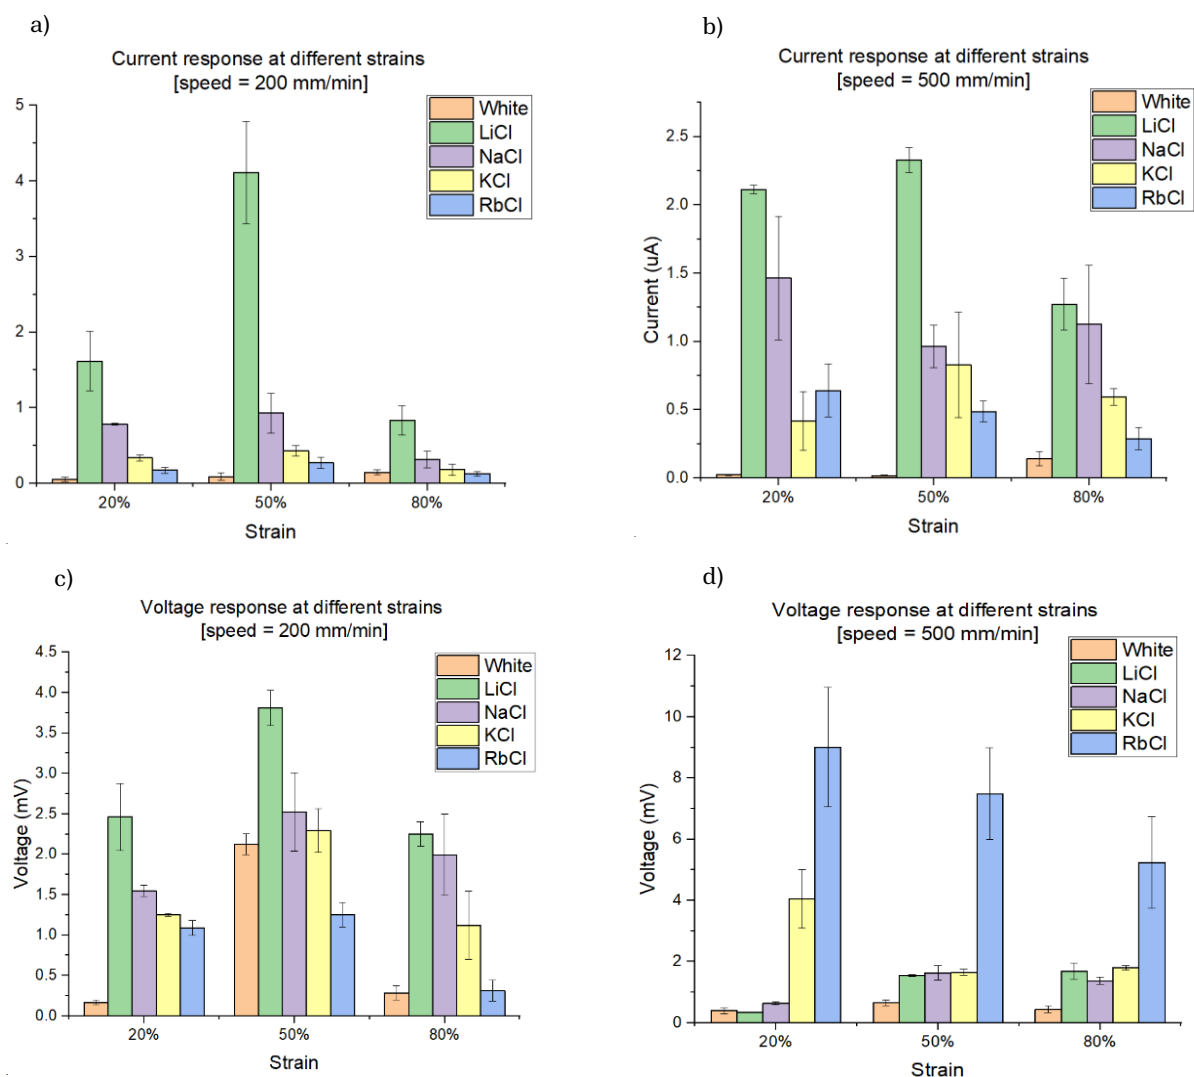 a)
Current response at different strains
[speed = 200 mm/min]
White
LiCl
NaCl
KCl
RbCl
5
4
3
2
1
0
20%
50%
80%
Strain
b)
Current response at different strains
[speed = 500 mm/min]
White
LiCl
NaCl
KCl
RbCl
Current (uA)
2.5
2.0
1.5
1.0
0.5
0.0
20%
50%
80%
Strain
c)
Voltage response at different strains
[speed = 200 mm/min]
White
LiCl
NaCl
KCl
RbCl
Voltage (mV)
4.5
4.0
3.5
3.0
2.5
2.0
1.5
1.0
0.5
0.0
20%
50%
80%
Strain
d)
Voltage response at different strains
[speed = 500 mm/min]
White
LiCl
NaCl
KCl
RbCl
Voltage (mV)
12
10
8
6
4
2
0
20%
50%
80%
Strain